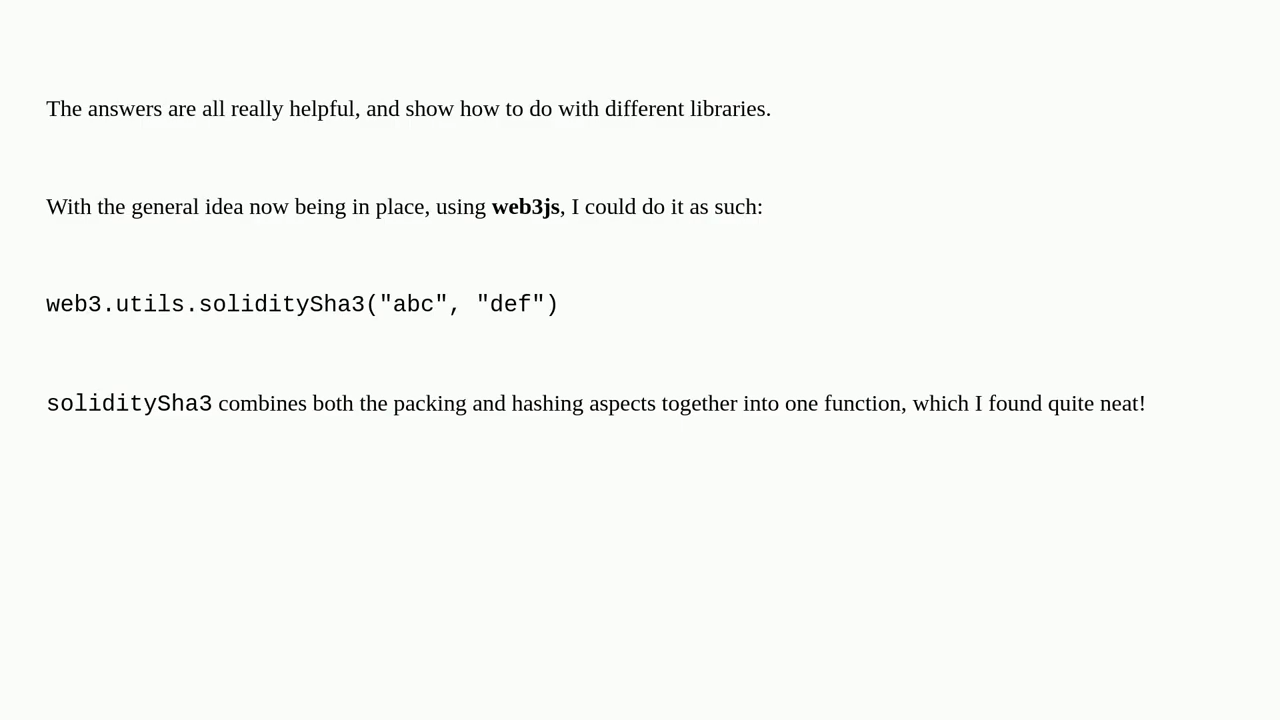 The answers are all really helpful, and show how to do with different libraries.
With the general idea now being in place, using web3js, I could do it as such:
web3.utils.soliditySha3("abc", "def")
soliditySha3 combines both the packing and hashing aspects together into one function, which I found quite neat!